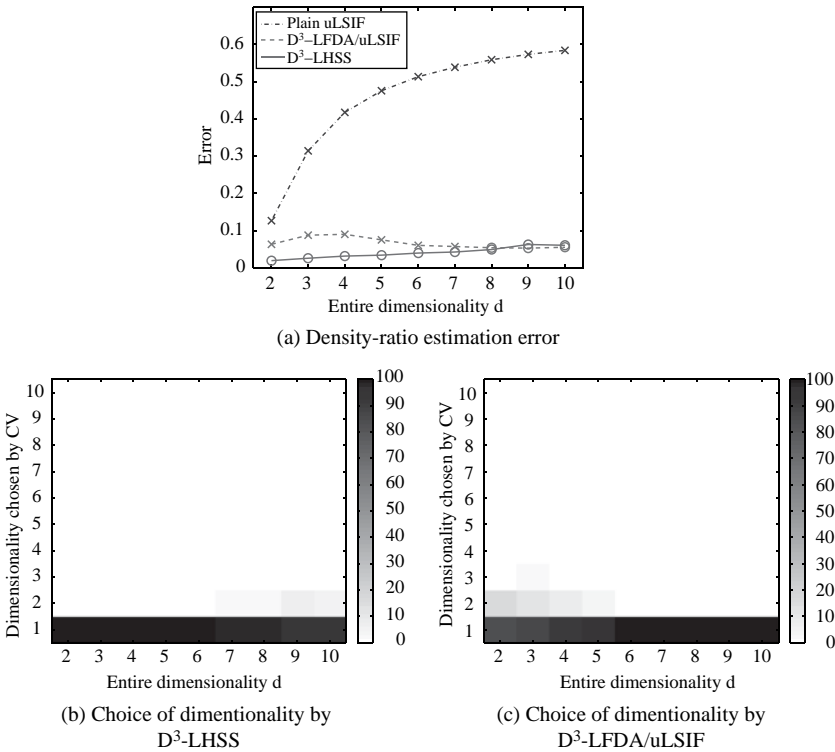 Plain uLSIF
D³–LFDA/uLSIF
D³–LHSS
0.6
0.5
0.4
0.3
0.2
0.1
0
Error
2 3 4 5 6 7 8 9 10
Entire dimensionality d
(a) Density-ratio estimation error
10
9
8
7
6
5
4
3
2
1
Dimensionality chosen by CV
2 3 4 5 6 7 8 9 10
Entire dimensionality d
100
90
80
70
60
50
40
30
20
10
0
(b) Choice of dimentionality by
D³-LHSS
10
9
8
7
6
5
4
3
2
1
Dimensionality chosen by CV
2 3 4 5 6 7 8 9 10
Entire dimensionality d
100
90
80
70
60
50
40
30
20
10
0
(c) Choice of dimentionality by
D³-LFDA/uLSIF